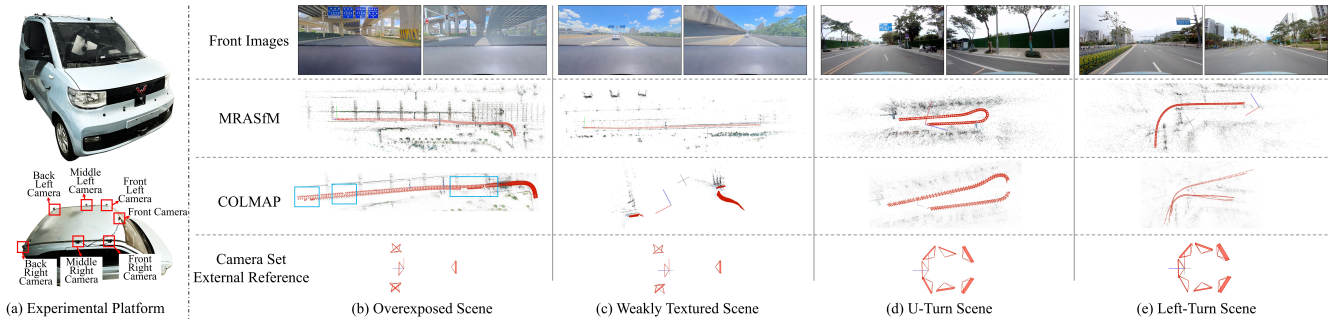 Front Images
MRASfM
COLMAP
Camera Set
External Reference
Back
Left
Camera
Middle
Left
Camera
Front
Left
Camera
Front Camera
Back
Right
Camera
Middle
Right
Camera
Front
Right
Camera
(a) Experimental Platform
(b) Overexposed Scene
(c) Weakly Textured Scene
(d) U-Turn Scene
(e) Left-Turn Scene